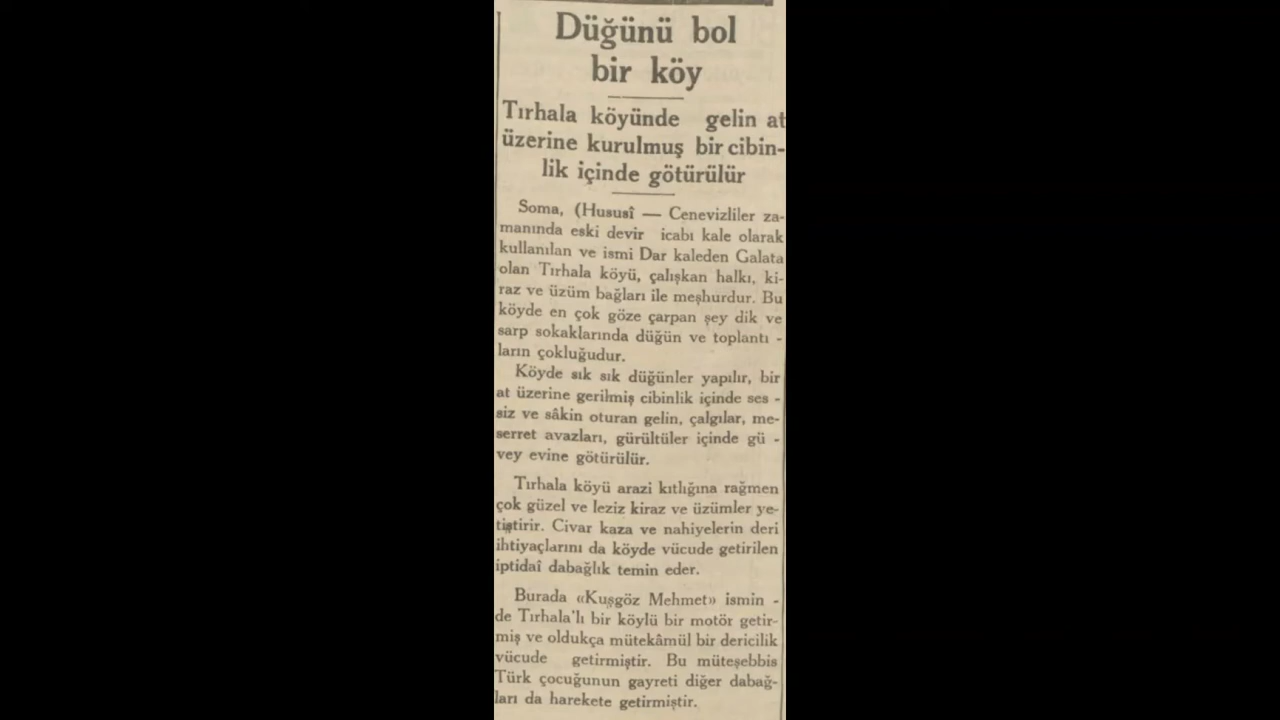 Düğünü bol
bir köy
Tırhala köyünde gelin at
üzerine kurulmuş bir cibin-
lik içinde götürülür
Soma, (Hususî — Cenevizliler za-
manında eski devir icabı kale olarak
kullanılan ve ismi Dar kaleden Galata
olan Tırhala köyü, çalışkan halkı, ki-
raz ve üzüm bağları ile meşhurdur. Bu
köyde en çok göze çarpan şey dik ve
sarp sokaklarında düğün ve toplantı -
ların çokluğudur.
Köyde sık sık düğünler yapılır, bir
at üzerine gerilmiş cibinlik içinde ses -
siz ve sâkin oturan gelin, çalgılar, me-
serret avazları, gürültüler içinde gü -
vey evine götürülür.
Tırhala köyü arazi kıtlığına rağmen
çok güzel ve leziz kiraz ve üzümler ye-
tiştirir. Civar kaza ve nahiyelerin deri
ihtiyaçlarını da köyde vücude getirilen
iptidaî dabağlık temin eder.
Burada «Kuşgöz Mehmet» ismin -
de Tırhala'lı bir köylü bir motör getir-
miş ve oldukça mütekâmül bir dericilik
vücude getirmiştir. Bu müteşebbis
Türk çocuğunun gayreti diğer dabağ-
ları da harekete getirmiştir.